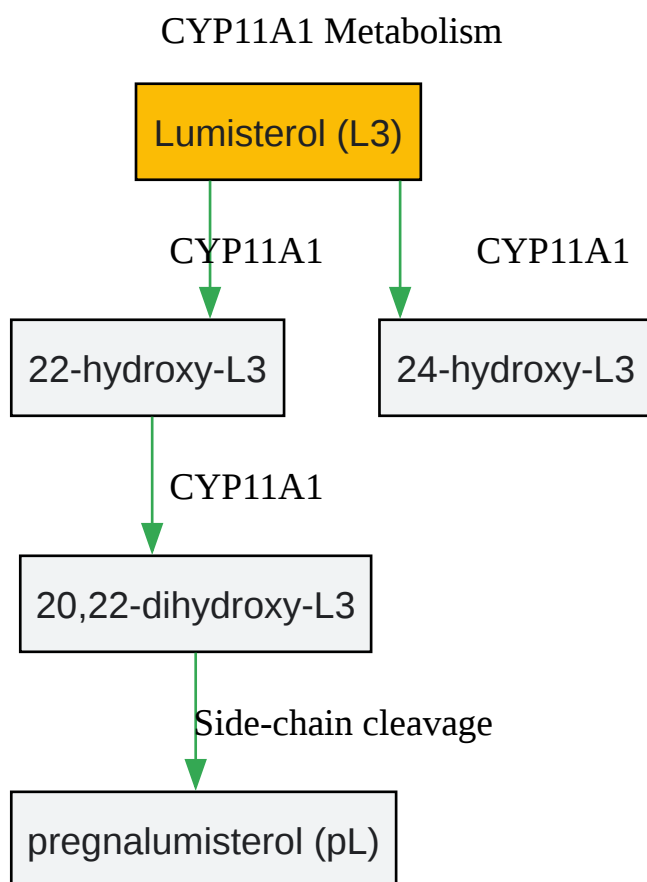 CYP11A1 Metabolism
Lumisterol (L3)
CYP11A1
CYP11A1
22-hydroxy-L3
24-hydroxy-L3
CYP11A1
20,22-dihydroxy-L3
Side-chain cleavage
pregnalumisterol (pL)